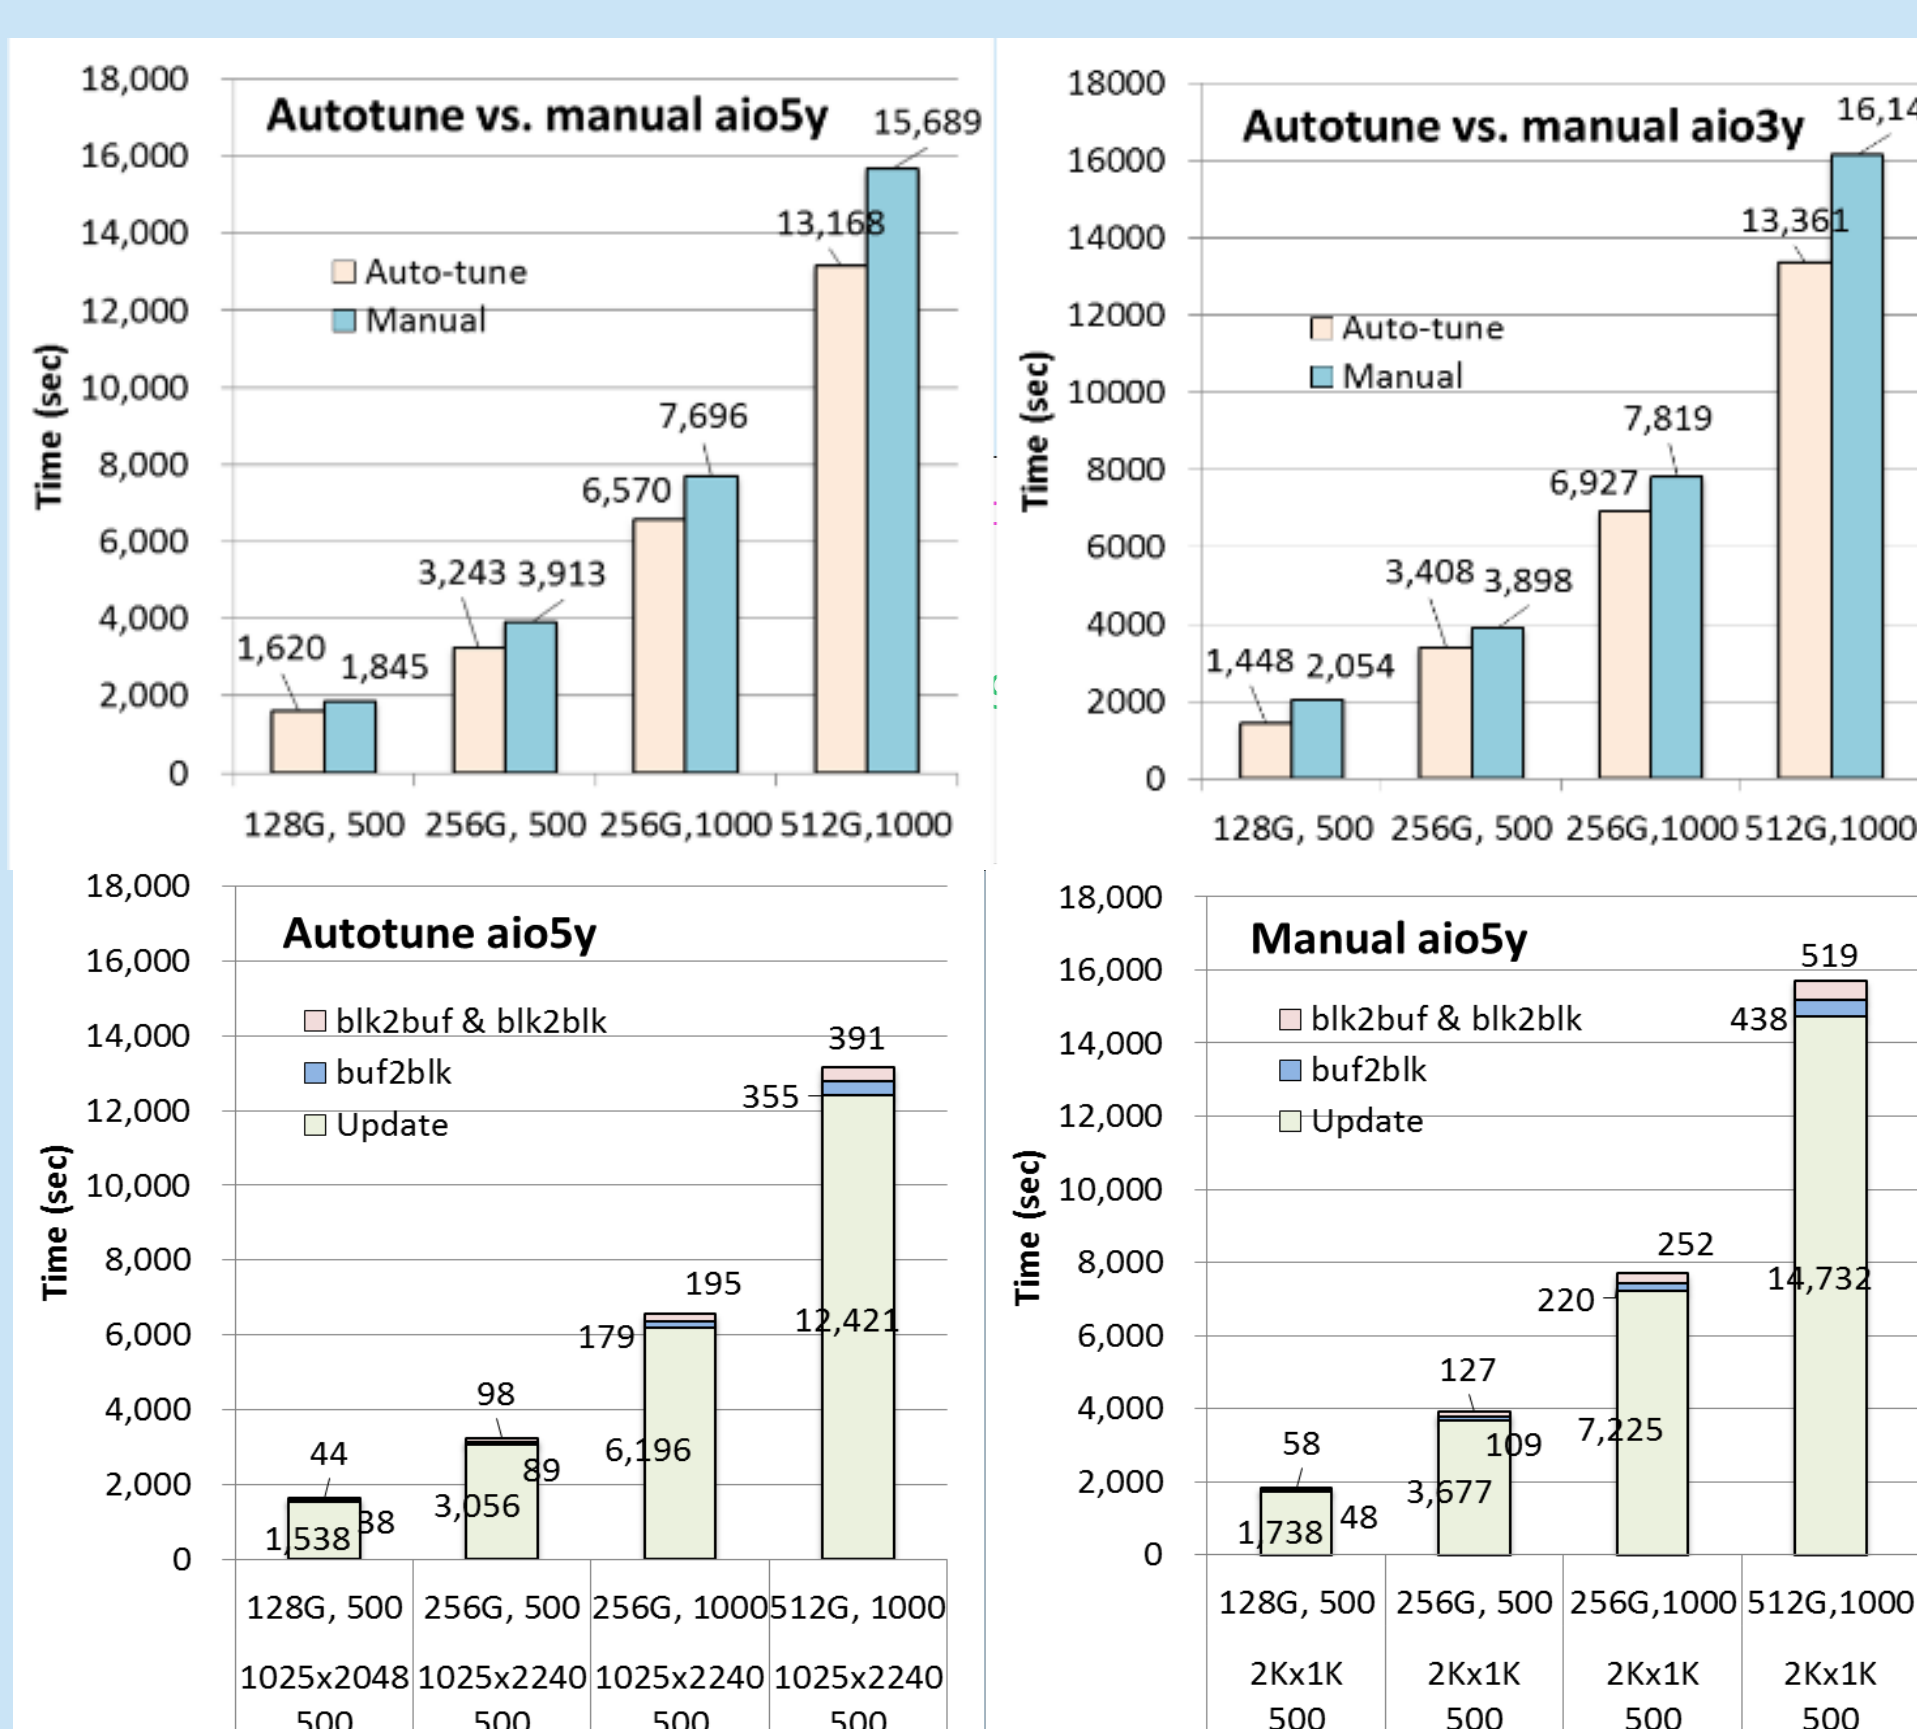 Autotune vs. manual aio5y
Time (sec)
18,000
16,000
14,000
12,000
10,000
8,000
6,000
4,000
2,000
0
Auto-tune
Manual
1,620
1,845
3,243
3,913
6,570
7,696
13,168
15,689
128G, 500
256G, 500
256G,1000
512G,1000
Autotune vs. manual aio3y
Time (sec)
18000
16000
14000
12000
10000
8000
6000
4000
2000
0
Auto-tune
Manual
1,448
2,054
3,408
3,898
6,927
7,819
13,361
16,14
128G, 500
256G, 500
256G,1000
512G,1000
Autotune aio5y
Time (sec)
18,000
16,000
14,000
12,000
10,000
8,000
6,000
4,000
2,000
0
blk2buf & blk2blk
buf2blk
Update
44
38
1,538
98
89
3,056
195
179
6,196
391
355
12,421
128G, 500
256G, 500
256G, 1000
512G, 1000
1025x2048
1025x2240
1025x2240
1025x2240
500
500
500
500
Manual aio5y
Time (sec)
18,000
16,000
14,000
12,000
10,000
8,000
6,000
4,000
2,000
0
blk2buf & blk2blk
buf2blk
Update
58
48
1,738
127
109
3,677
252
220
7,225
519
438
14,732
128G, 500
256G, 500
256G,1000
512G,1000
2Kx1K
2Kx1K
2Kx1K
2Kx1K
500
500
500
500